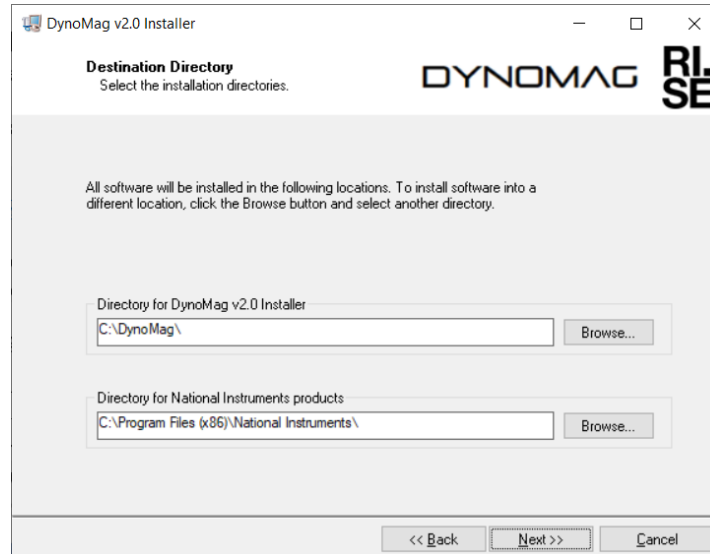 DynoMag v2.0 Installer
Destination Directory
Select the installation directories.
DYNOMAG
RI.
SE
All software will be installed in the following locations. To install software into a
different location, click the Browse button and select another directory.
Directory for DynoMag v2.0 Installer
C:\DynoMag\
Browse...
Directory for National Instruments products
C:\Program Files (x86)\National Instruments\
Browse...
<< Back
Next >>
Cancel